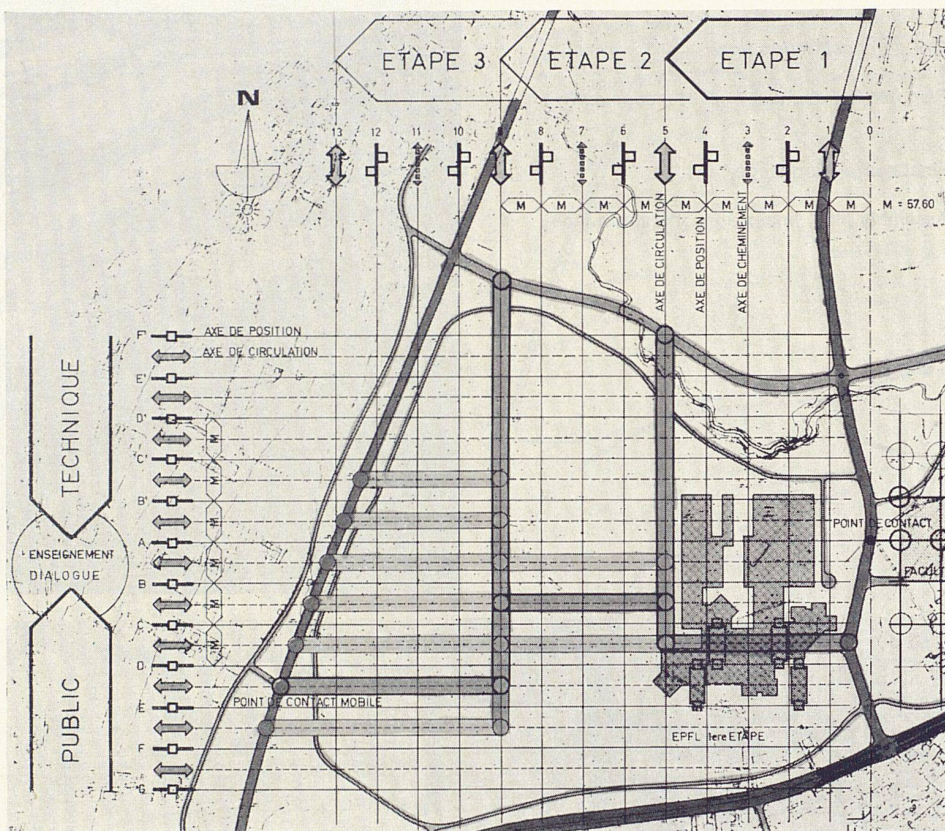 ETAPE 3
ETAPE 2
ETAPE 1
N
13 12 11 10 9 8 7 6 5 4 3 2 1 0
M M M M M M M M M M = 57.60
AXE DE CIRCULATION
AXE DE POSITION
AXE DE CHEMINEMENT
F' AXE DE POSITION
AXE DE CIRCULATION
E'
D'
C'
B'
A
B
C
D
E
F
G
M
M
M
M
M
M
TECHNIQUE
ENSEIGNEMENT
DIALOGUE
PUBLIC
POINT DE CONTACT
POINT DE CONTACT MOBILE
EPFL 1ere ETAPE